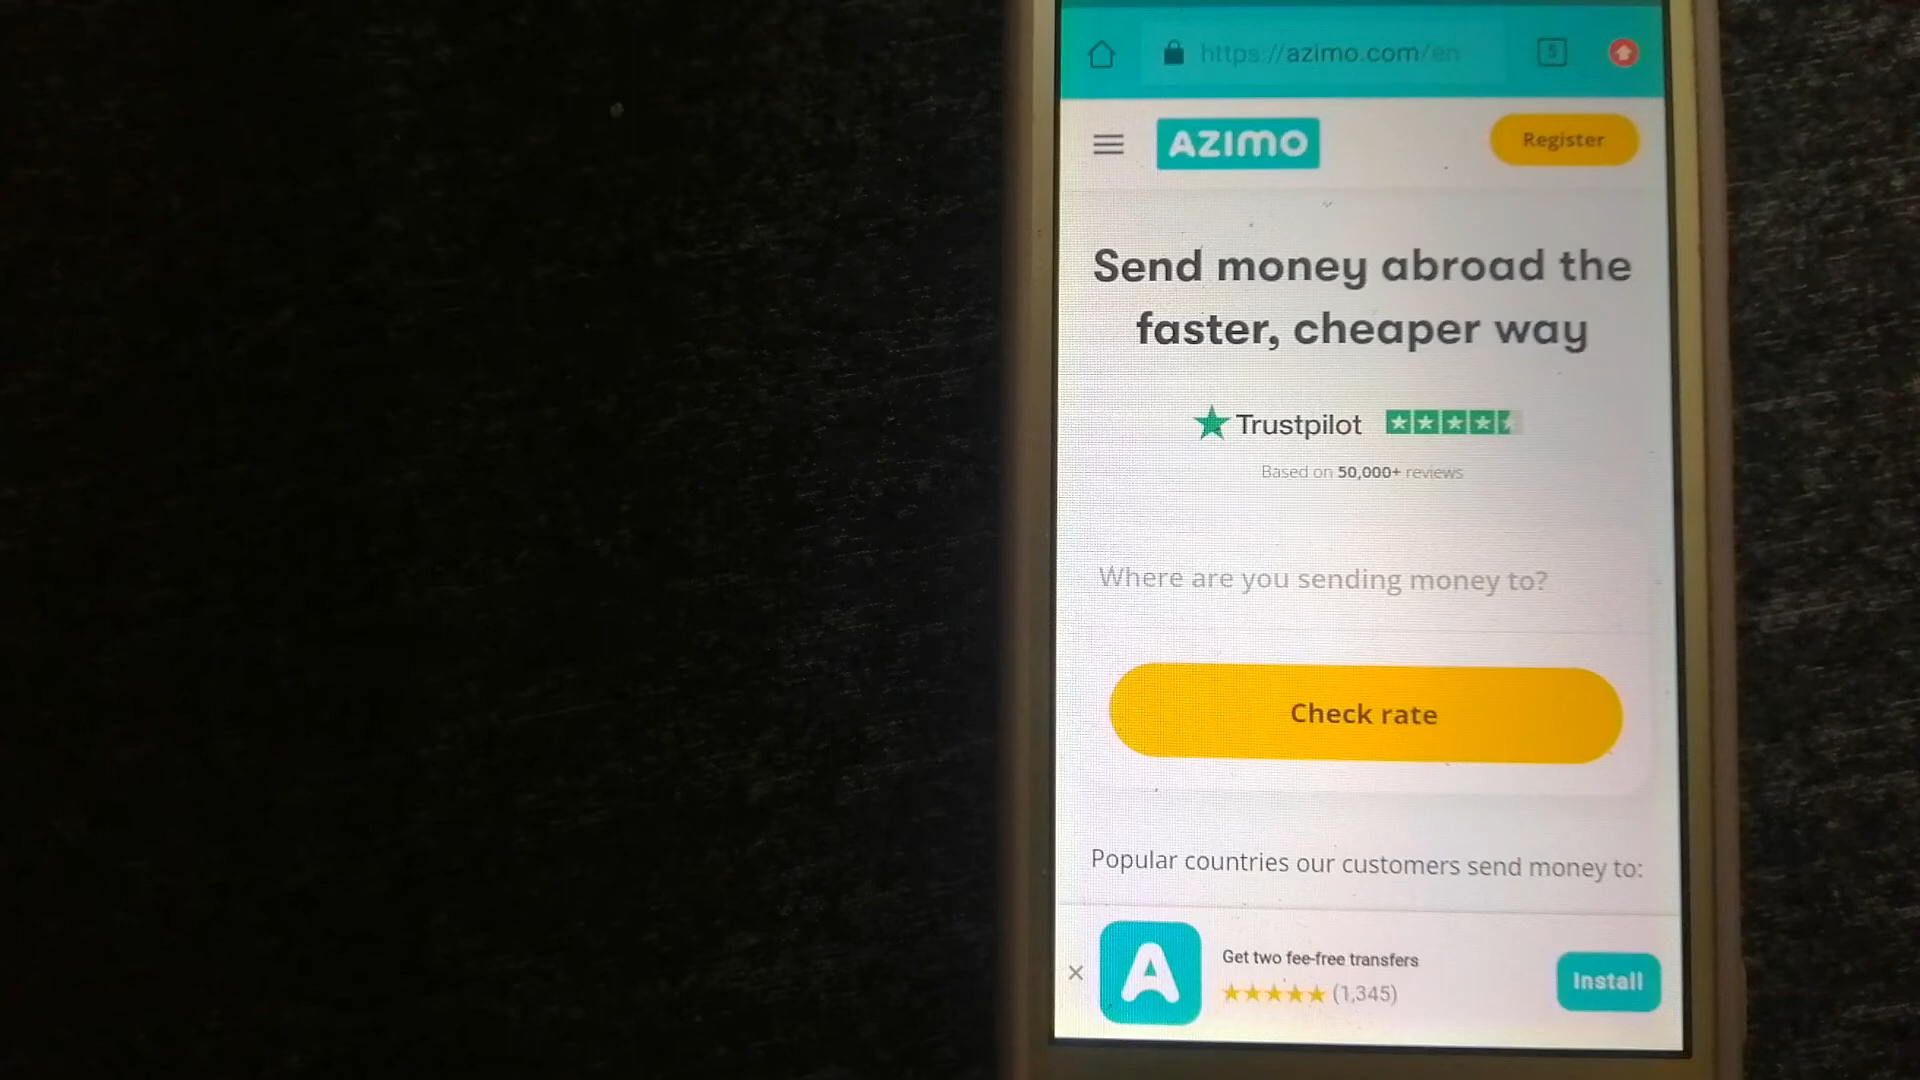 https://azimo.com/en
5
AZIMO
Register
Send money abroad the
faster, cheaper way
Trustpilot
Based on 50,000+ reviews
Where are you sending money to?
Check rate
Popular countries our customers send money to:
A
Get two fee-free transfers
(1,345)
Install